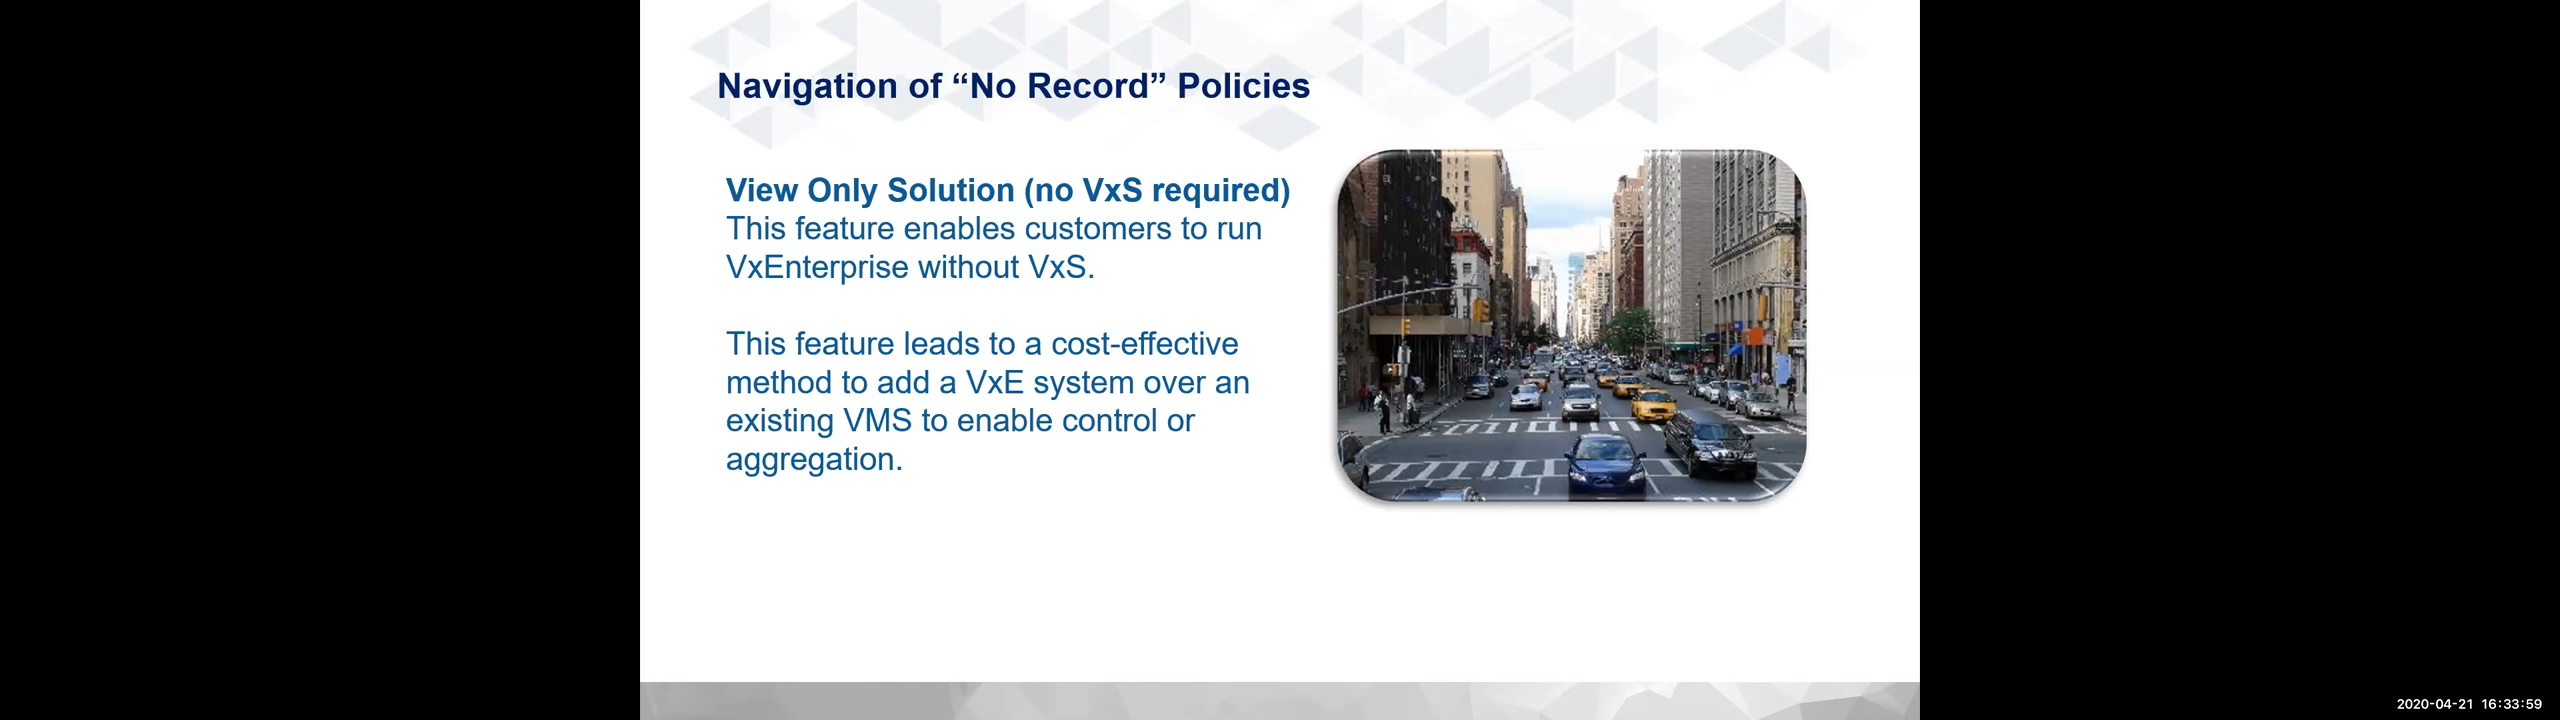 Navigation of “No Record” Policies
View Only Solution (no VxS required)
This feature enables customers to run
VxEnterprise without VxS.
This feature leads to a cost-effective
method to add a VxE system over an
existing VMS to enable control or
aggregation.
2020-04-21 16:33:59